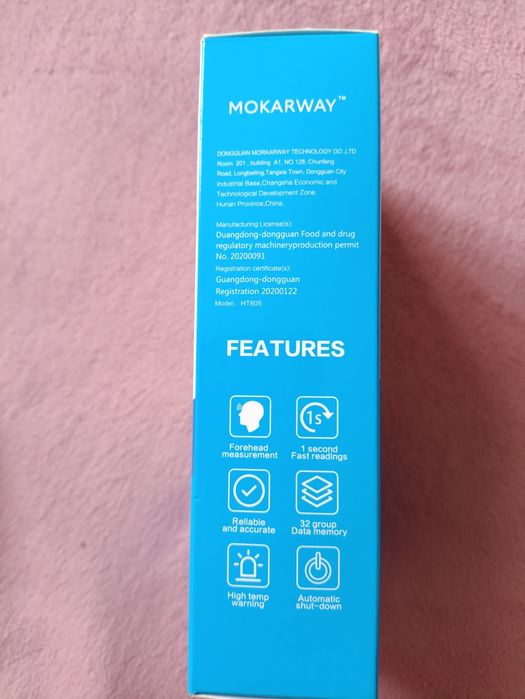 MOKARWAY™
DONGGUAN MORKARWAY TECHNOLOGY GO.,LTD
Room 201 , building A1, NO 128, Chunfeng
Road, Longbeiling,Tangxia Town, Dongguan City
Industrial Base,Changsha Economic and
Technological Development Zone.
Hunan Province,China.
Manufacturing License(s):
Duangdong-dongguan Food and drug
regulatory machineryproduction permit
No. 20200091
Registration certificate(s):
Guangdong-dongguan
Registration 20200122
Model: HT805
FEATURES
1s
Forehead
measurement
1 second
Fast readings
Reliable
and accurate
32 group
Data memory
High temp
warning
Automatic
shut-down